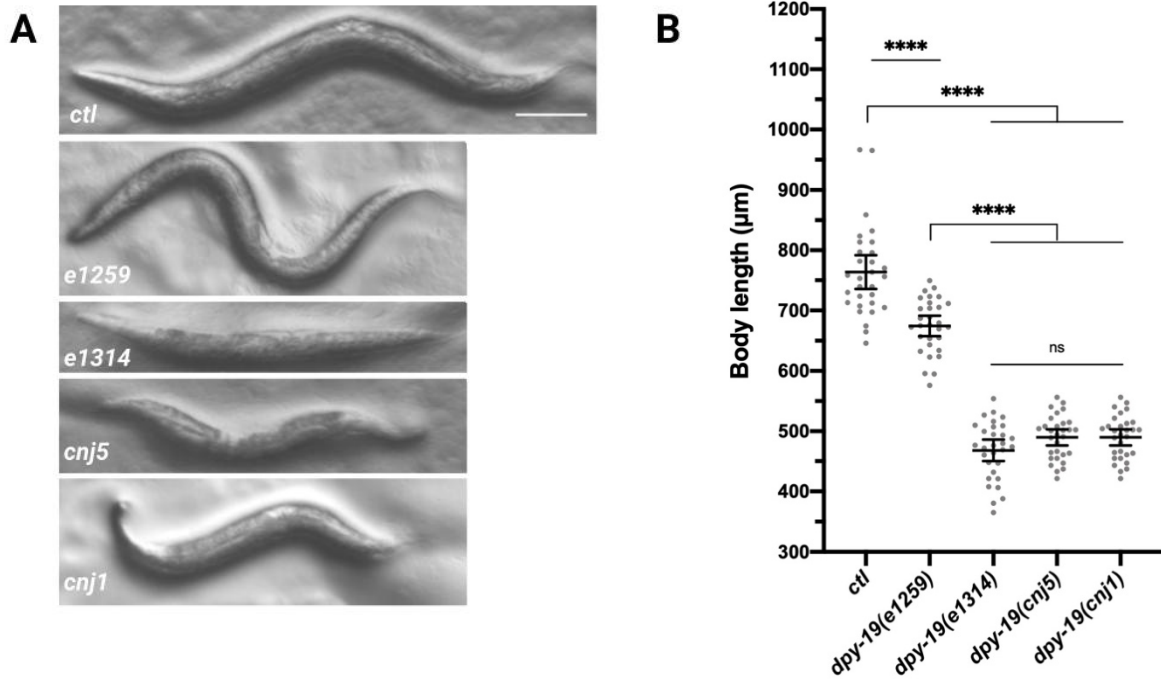 A
ctl
e1259
e1314
cnj5
cnj1
B
Body length (µm)
1200
1100
1000
900
800
700
600
500
400
300
****
****
****
ns
ctl
dpy-19(e1259)
dpy-19(e1314)
dpy-19(cnj5)
dpy-19(cnj1)